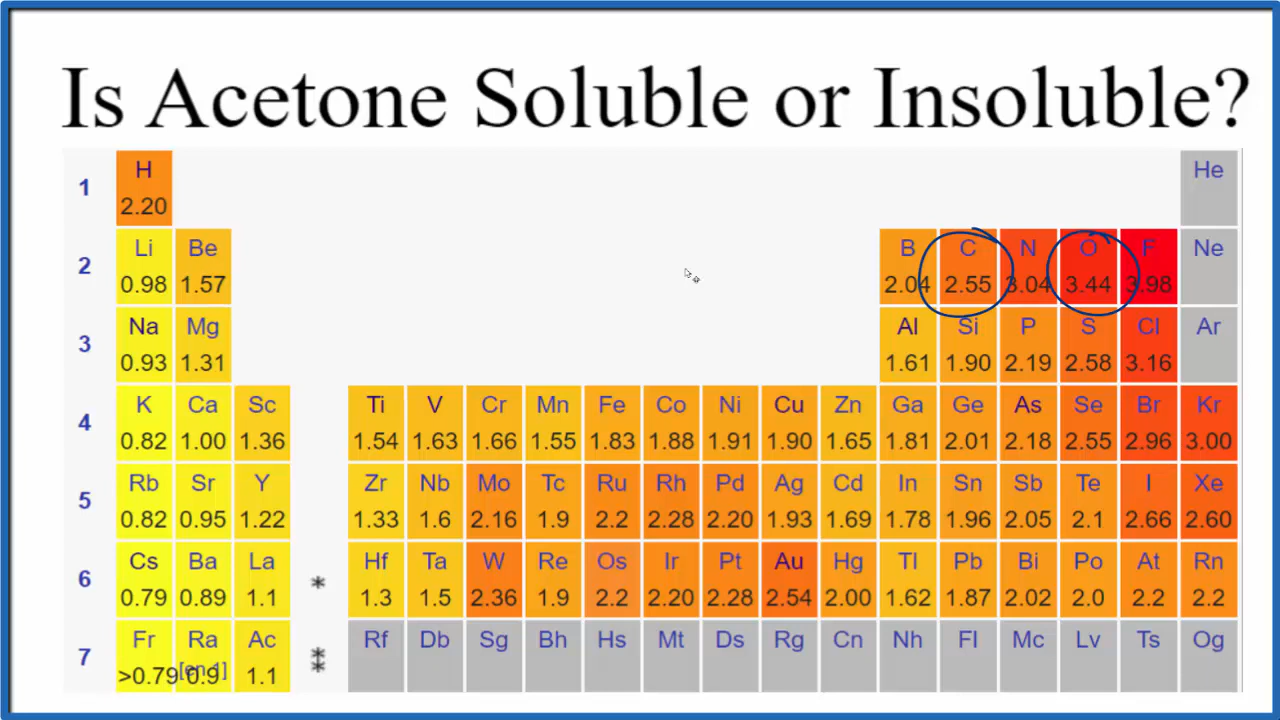 Is Acetone Soluble or Insoluble?
1 H He
2.20
2 Li Be B C N O F Ne
0.98 1.57 2.04 2.55 3.04 3.44 3.98
3 Na Mg Al Si P S Cl Ar
0.93 1.31 1.61 1.90 2.19 2.58 3.16
4 K Ca Sc Ti V Cr Mn Fe Co Ni Cu Zn Ga Ge As Se Br Kr
0.82 1.00 1.36 1.54 1.63 1.66 1.55 1.83 1.88 1.91 1.90 1.65 1.81 2.01 2.18 2.55 2.96 3.00
5 Rb Sr Y Zr Nb Mo Tc Ru Rh Pd Ag Cd In Sn Sb Te I Xe
0.82 0.95 1.22 1.33 1.6 2.16 1.9 2.2 2.28 2.20 1.93 1.69 1.78 1.96 2.05 2.1 2.66 2.60
6 Cs Ba La * Hf Ta W Re Os Ir Pt Au Hg Tl Pb Bi Po At Rn
0.79 0.89 1.1 1.3 1.5 2.36 1.9 2.2 2.20 2.28 2.54 2.00 1.62 1.87 2.02 2.0 2.2 2.2
7 Fr Ra Ac ** Rf Db Sg Bh Hs Mt Ds Rg Cn Nh Fl Mc Lv Ts Og
>0.79 [en 1] 0.9 1.1